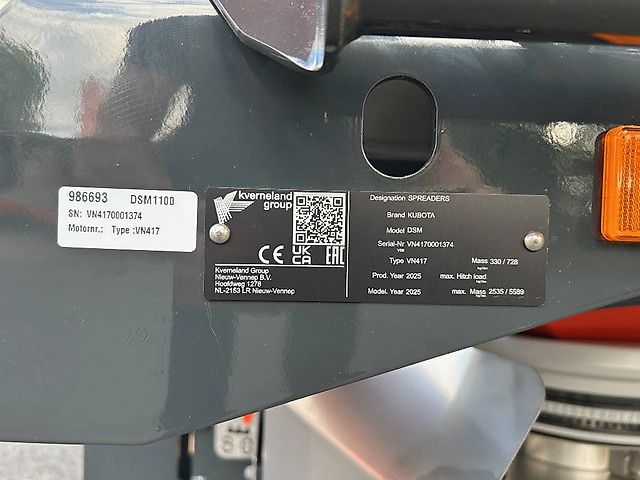 986693 DSM1100
SN: VN4170001374
Motornr.: Type :VN417
kverneland
group
CE UK
CA EAC
Kverneland Group
Nieuw-Vennep B.V.
Hoofdweg 1278
NL-2153 LR Nieuw-Vennep
Designation SPREADERS
Brand KUBOTA
Model DSM
Serial-Nr VN4170001374
Type VN417 Mass 330 / 728
Prod. Year 2025 max. Hitch load
Model. Year 2025 max. Mass 2535 / 5589
60